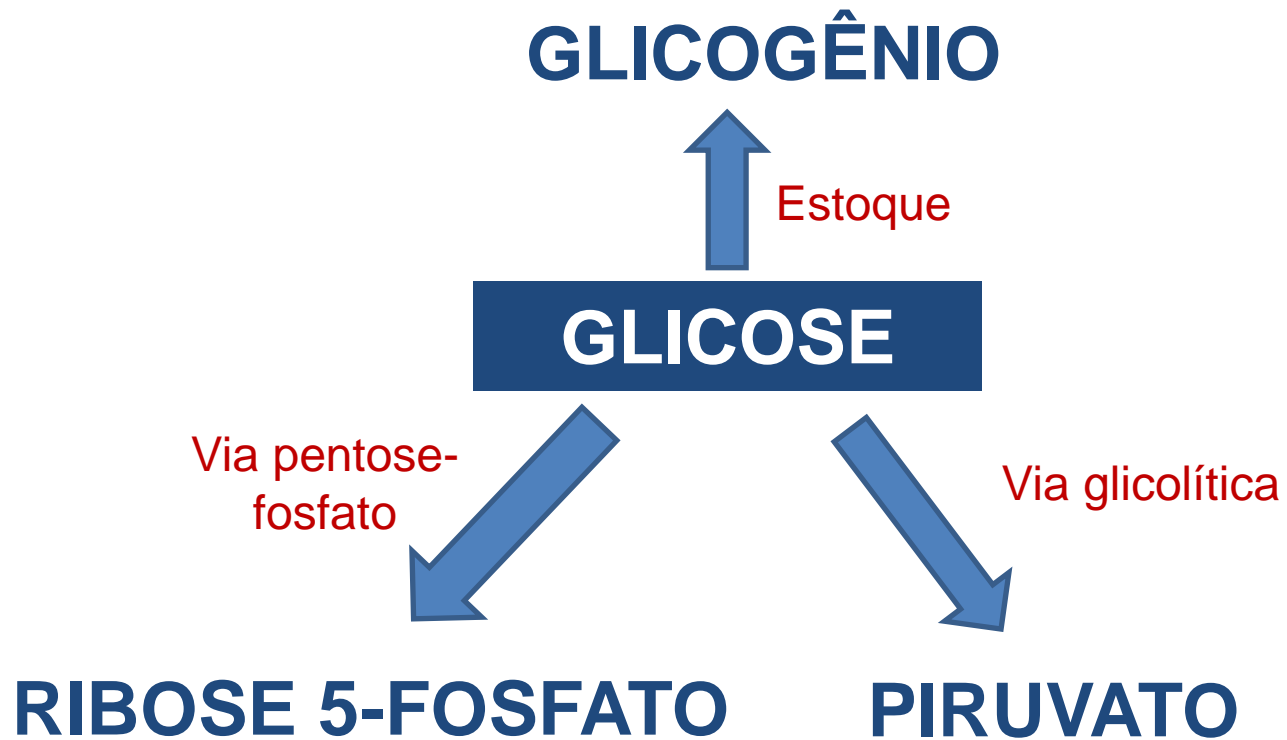 GLICOGÊNIO
Estoque
GLICOSE
Via pentose-
fosfato
Via glicolítica
RIBOSE 5-FOSFATO
PIRUVATO